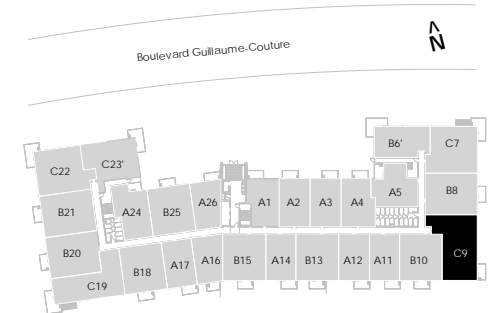 Boulevard Guillaume-Couture
N
B6' C7
C22 C23'
A5 B8
B21 A24 B25 A26 A1 A2 A3 A4
B20 C9
C19 B18 A17 A16 B15 A14 B13 A12 A11 B10